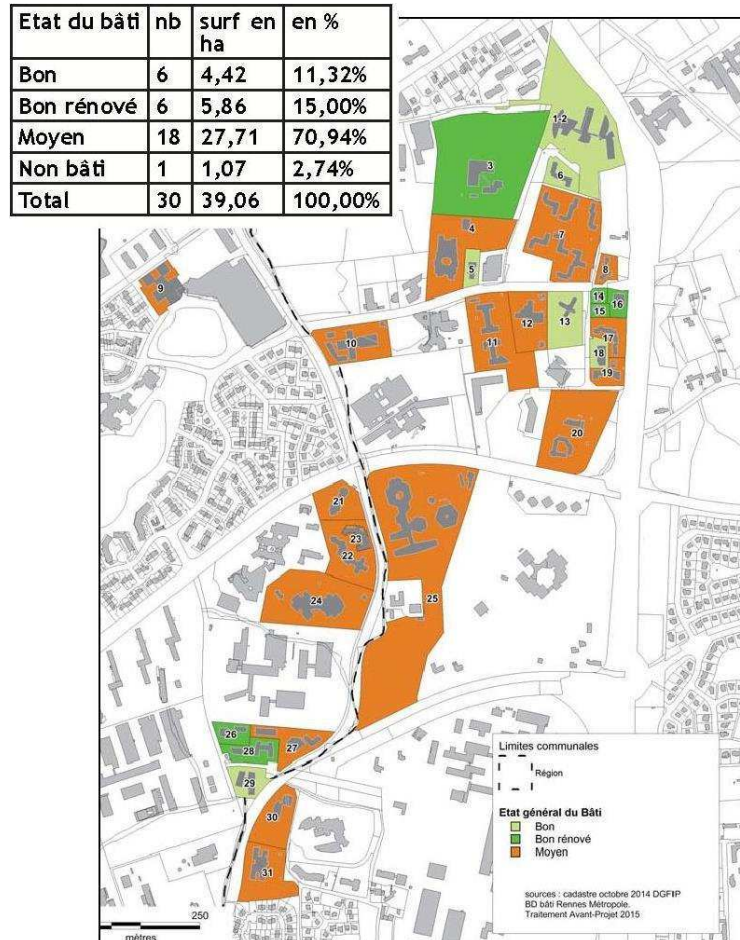 Etat du bâti nb surf en ha en %
Bon 6 4,42 11,32%
Bon rénové 6 5,86 15,00%
Moyen 18 27,71 70,94%
Non bâti 1 1,07 2,74%
Total 30 39,06 100,00%
1-2
3
6
4
7
5
8
9
14
16
15
10
11
12
13
17
18
19
20
21
23
22
24
25
26
28
27
29
30
31
Limites communales
Région
Etat général du Bâti
Bon
Bon rénové
Moyen
sources : cadastre octobre 2014 DGFIP
BD bâti Rennes Métropole.
Traitement Avant-Projet 2015
250
mètres